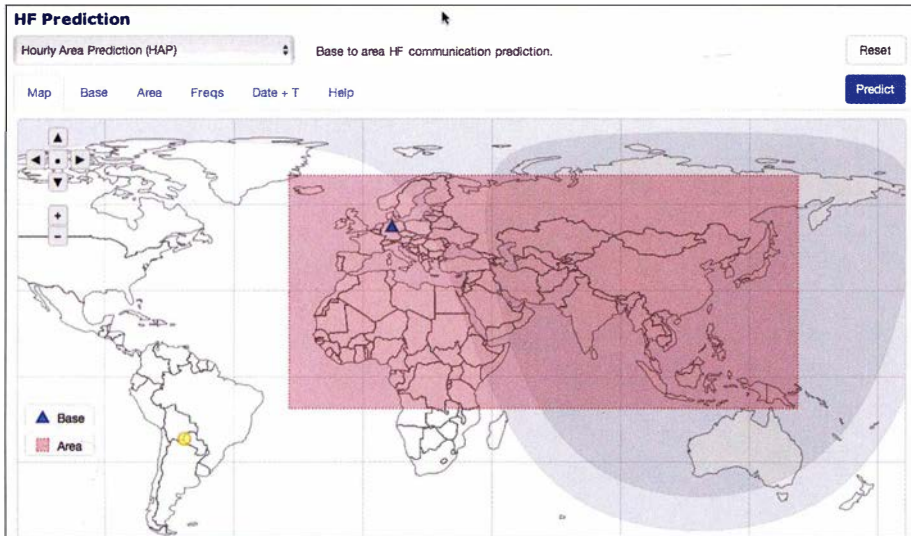 HF Prediction
Hourly Area Prediction (HAP) Base to area HF communication prediction. Reset
Map Base Area Freqs Date + T Help Predict
+
−
Base
Area